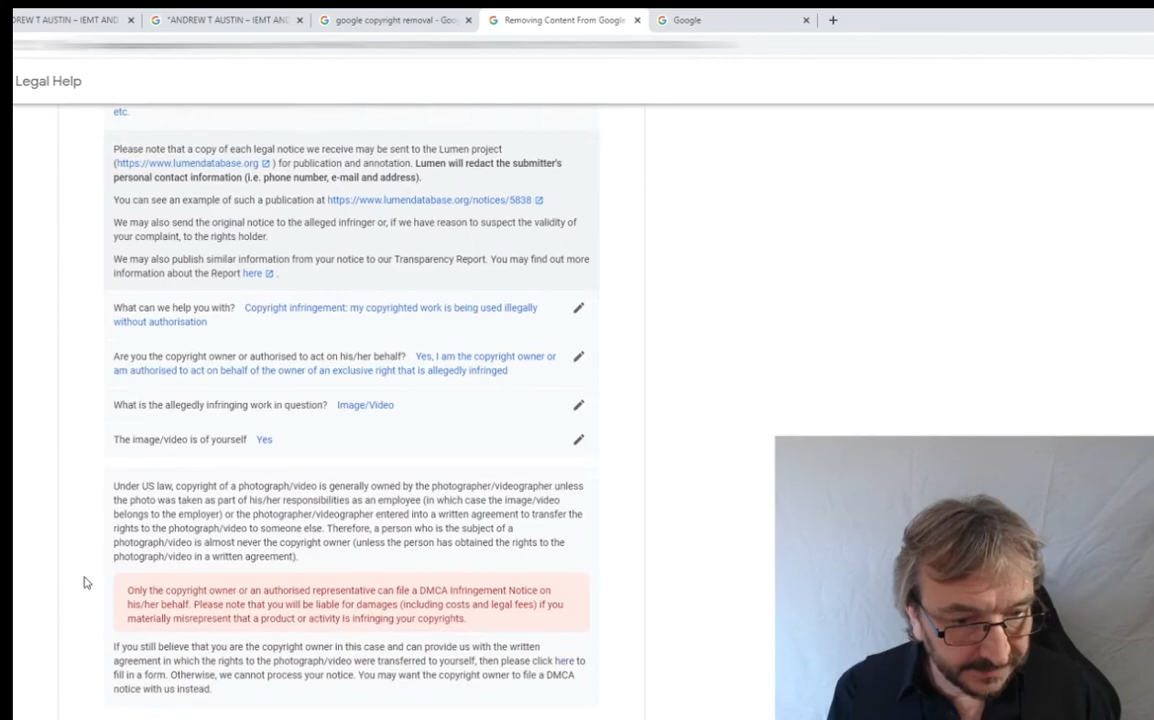 REW T AUSTIN – IEMT AND
"ANDREW T AUSTIN – IEMT AN
google copyright removal - Goo
Removing Content From Google
Google
Legal Help
etc.
Please note that a copy of each legal notice we receive may be sent to the Lumen project
(https://www.lumendatabase.org ) for publication and annotation. Lumen will redact the submitter's
personal contact information (i.e. phone number, e-mail and address).
You can see an example of such a publication at https://www.lumendatabase.org/notices/5838
We may also send the original notice to the alleged infringer or, if we have reason to suspect the validity of
your complaint, to the rights holder.
We may also publish similar information from your notice to our Transparency Report. You may find out more
information about the Report here .
What can we help you with? Copyright infringement: my copyrighted work is being used illegally
without authorisation
Are you the copyright owner or authorised to act on his/her behalf? Yes, I am the copyright owner or
am authorised to act on behalf of the owner of an exclusive right that is allegedly infringed
What is the allegedly infringing work in question? Image/Video
The image/video is of yourself Yes
Under US law, copyright of a photograph/video is generally owned by the photographer/videographer unless
the photo was taken as part of his/her responsibilities as an employee (in which case the image/video
belongs to the employer) or the photographer/videographer entered into a written agreement to transfer the
rights to the photograph/video to someone else. Therefore, a person who is the subject of a
photograph/video is almost never the copyright owner (unless the person has obtained the rights to the
photograph/video in a written agreement).
Only the copyright owner or an authorised representative can file a DMCA Infringement Notice on
his/her behalf. Please note that you will be liable for damages (including costs and legal fees) if you
materially misrepresent that a product or activity is infringing your copyrights.
If you still believe that you are the copyright owner in this case and can provide us with the written
agreement in which the rights to the photograph/video were transferred to yourself, then please click here to
fill in a form. Otherwise, we cannot process your notice. You may want the copyright owner to file a DMCA
notice with us instead.